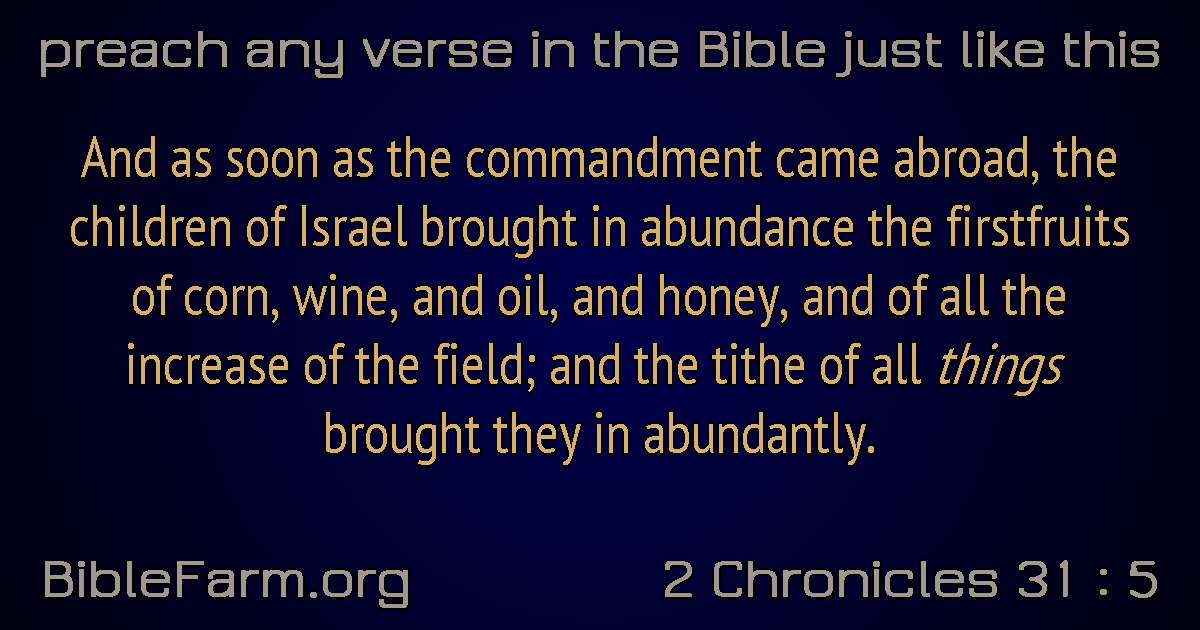 preach any verse in the Bible just like this
And as soon as the commandment came abroad, the
children of Israel brought in abundance the firstfruits
of corn, wine, and oil, and honey, and of all the
increase of the field; and the tithe of all things
brought they in abundantly.
BibleFarm.org
2 Chronicles 31 : 5